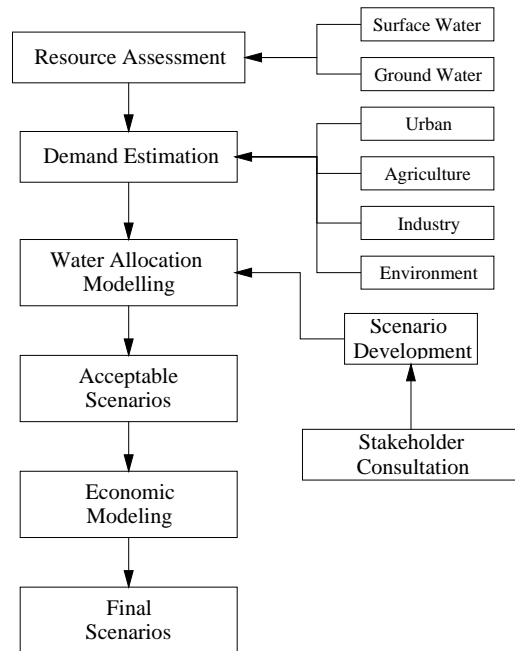 Surface Water
Resource Assessment
Ground Water
Urban
Demand Estimation
Agriculture
Industry
Water Allocation
Modelling
Environment
Scenario
Development
Acceptable
Scenarios
Stakeholder
Consultation
Economic
Modeling
Final
Scenarios